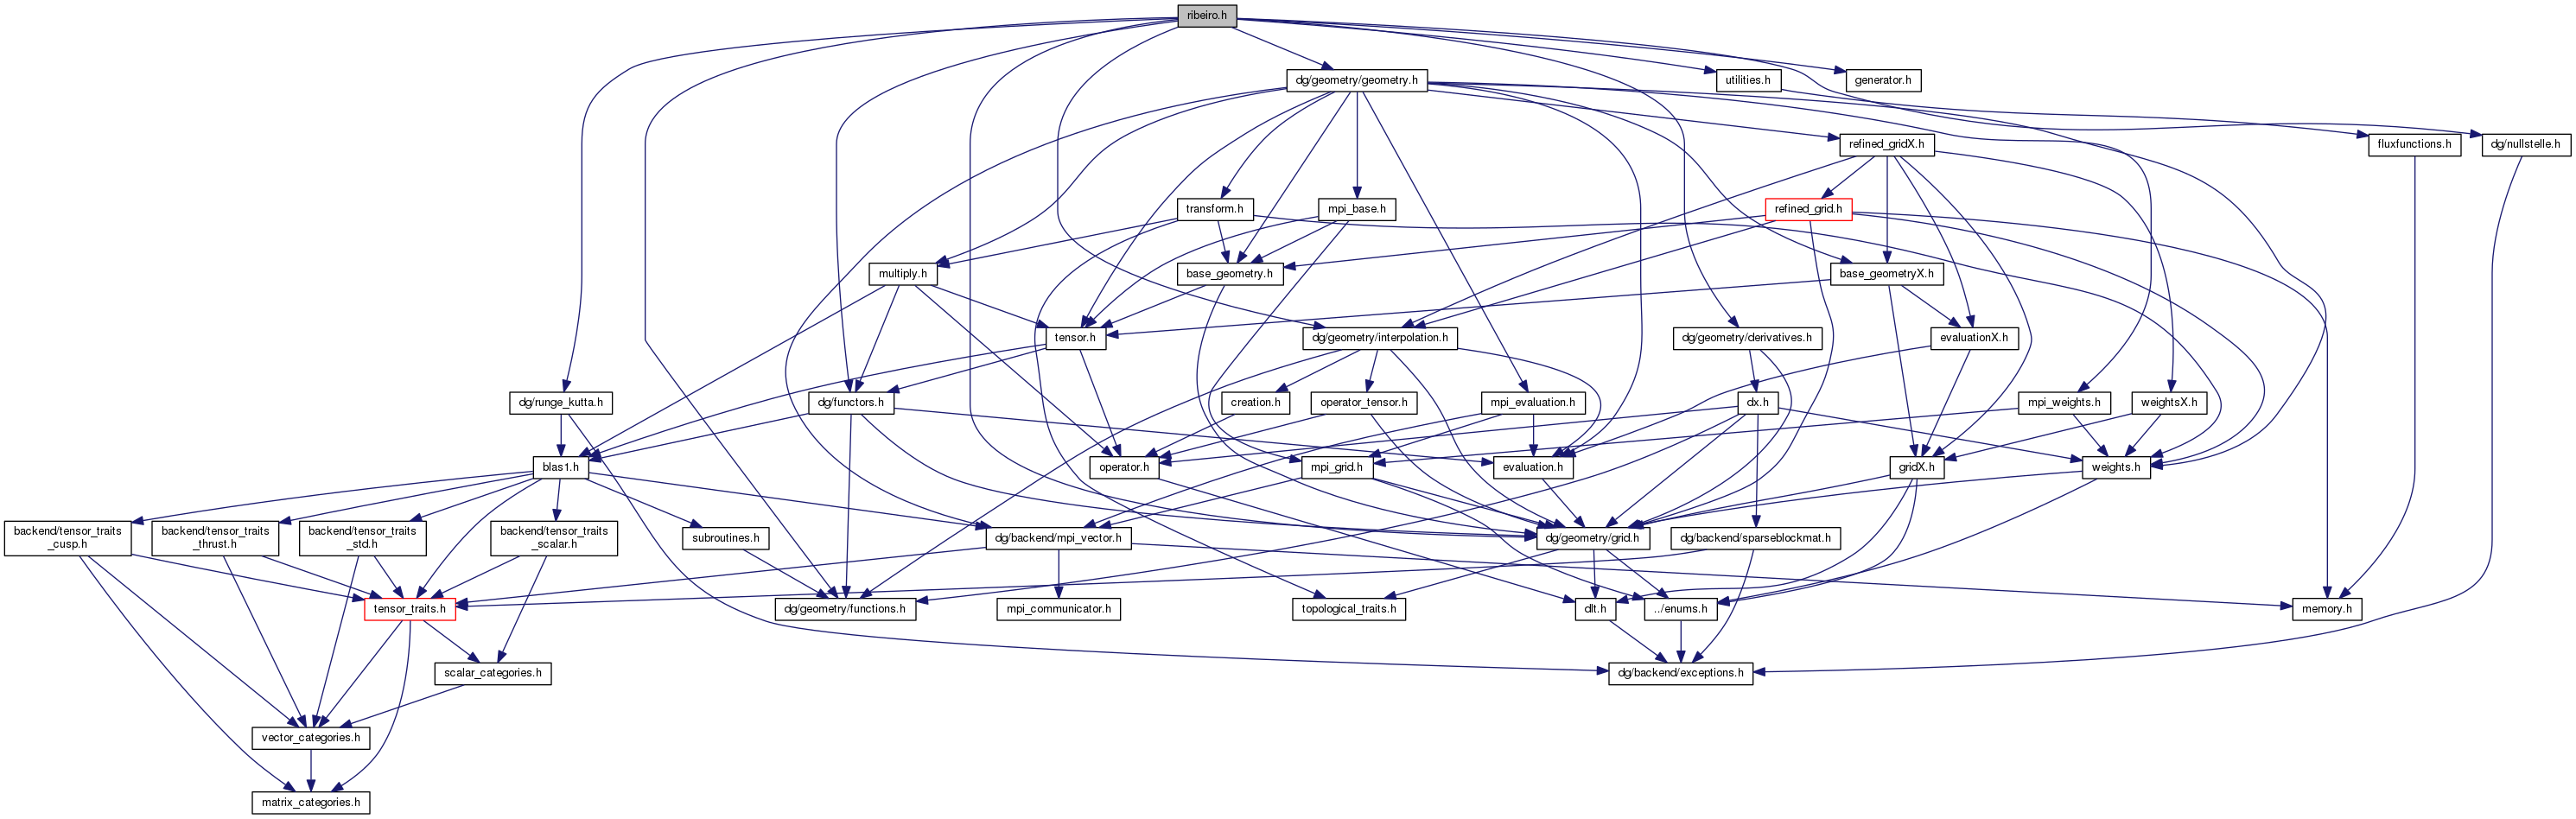 ribeiro.h
dg/geometry/geometry.h
utilities.h
generator.h
refined_gridX.h
fluxfunctions.h
dg/nullstelle.h
transform.h
mpi_base.h
refined_grid.h
multiply.h
base_geometry.h
base_geometryX.h
tensor.h
dg/geometry/interpolation.h
dg/geometry/derivatives.h
evaluationX.h
dg/runge_kutta.h
dg/functors.h
creation.h
operator_tensor.h
mpi_evaluation.h
dx.h
mpi_weights.h
weightsX.h
blas1.h
operator.h
mpi_grid.h
evaluation.h
gridX.h
weights.h
backend/tensor_traits
_cusp.h
backend/tensor_traits
_thrust.h
backend/tensor_traits
_std.h
backend/tensor_traits
_scalar.h
subroutines.h
dg/backend/mpi_vector.h
dg/geometry/grid.h
dg/backend/sparseblockmat.h
tensor_traits.h
dg/geometry/functions.h
mpi_communicator.h
topological_traits.h
dlt.h
../enums.h
memory.h
scalar_categories.h
dg/backend/exceptions.h
vector_categories.h
matrix_categories.h